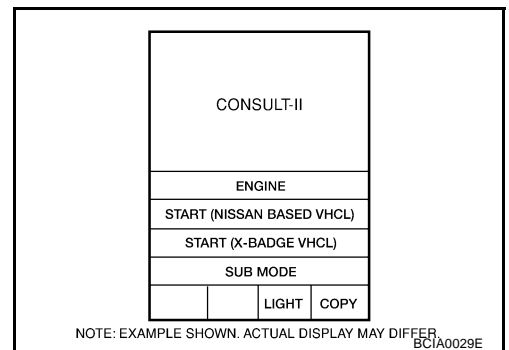 CONSULT-II
ENGINE
START (NISSAN BASED VHCL)
START (X-BADGE VHCL)
SUB MODE
LIGHT COPY
NOTE: EXAMPLE SHOWN. ACTUAL DISPLAY MAY DIFFER.
BCIA0029E